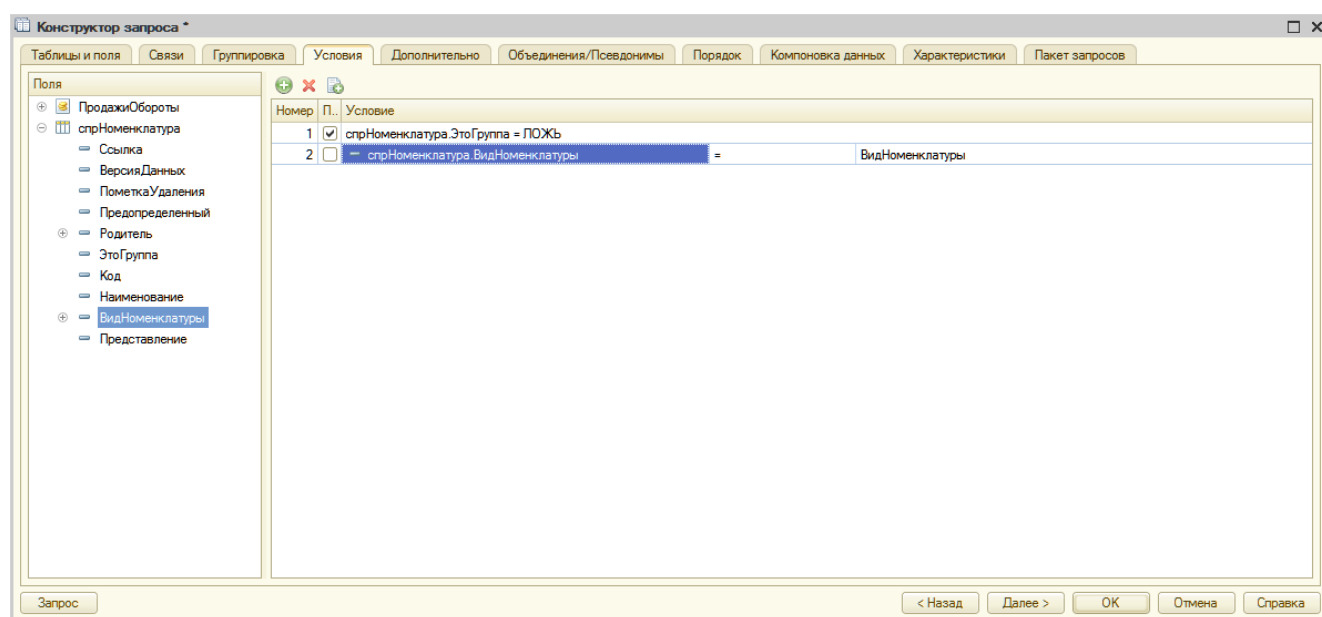 Конструктор запроса *
Таблицы и поля Связи Группировка Условия Дополнительно Объединения/Псевдонимы Порядок Компоновка данных Характеристики Пакет запросов
Поля
ПродажиОбороты
спрНоменклатура
Ссылка
ВерсияДанных
ПометкаУдаления
Предопределенный
Родитель
ЭтоГруппа
Код
Наименование
ВидНоменклатуры
Представление
Номер П.. Условие
1 спрНоменклатура.ЭтоГруппа = ЛОЖЬ
2 спрНоменклатура.ВидНоменклатуры = ВидНоменклатуры
Запрос < Назад Далее > OK Отмена Справка